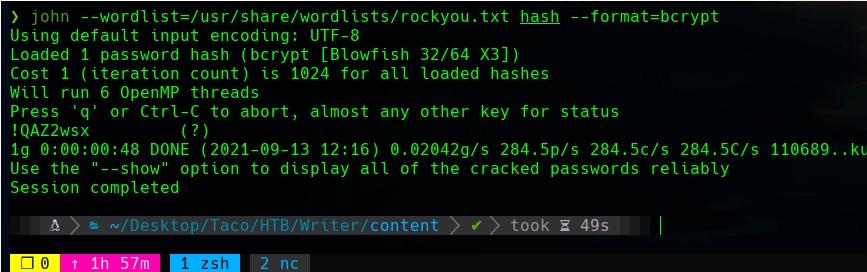 ❯ john --wordlist=/usr/share/wordlists/rockyou.txt hash --format=bcrypt
Using default input encoding: UTF-8
Loaded 1 password hash (bcrypt [Blowfish 32/64 X3])
Cost 1 (iteration count) is 1024 for all loaded hashes
Will run 6 OpenMP threads
Press 'q' or Ctrl-C to abort, almost any other key for status
!QAZ2wsx         (?)
1g 0:00:00:48 DONE (2021-09-13 12:16) 0.02042g/s 284.5p/s 284.5c/s 284.5C/s 110689..ku
Use the "--show" option to display all of the cracked passwords reliably
Session completed
~/Desktop/Taco/HTB/Writer/content ✔ took ⌛ 49s
❐ 0 ↑ 1h 57m 1 zsh 2 nc